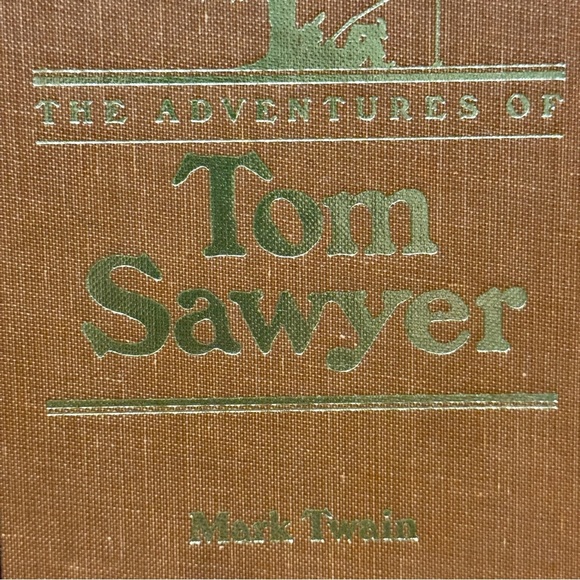 THE ADVENTURES OF
Tom
Sawyer
Mark Twain